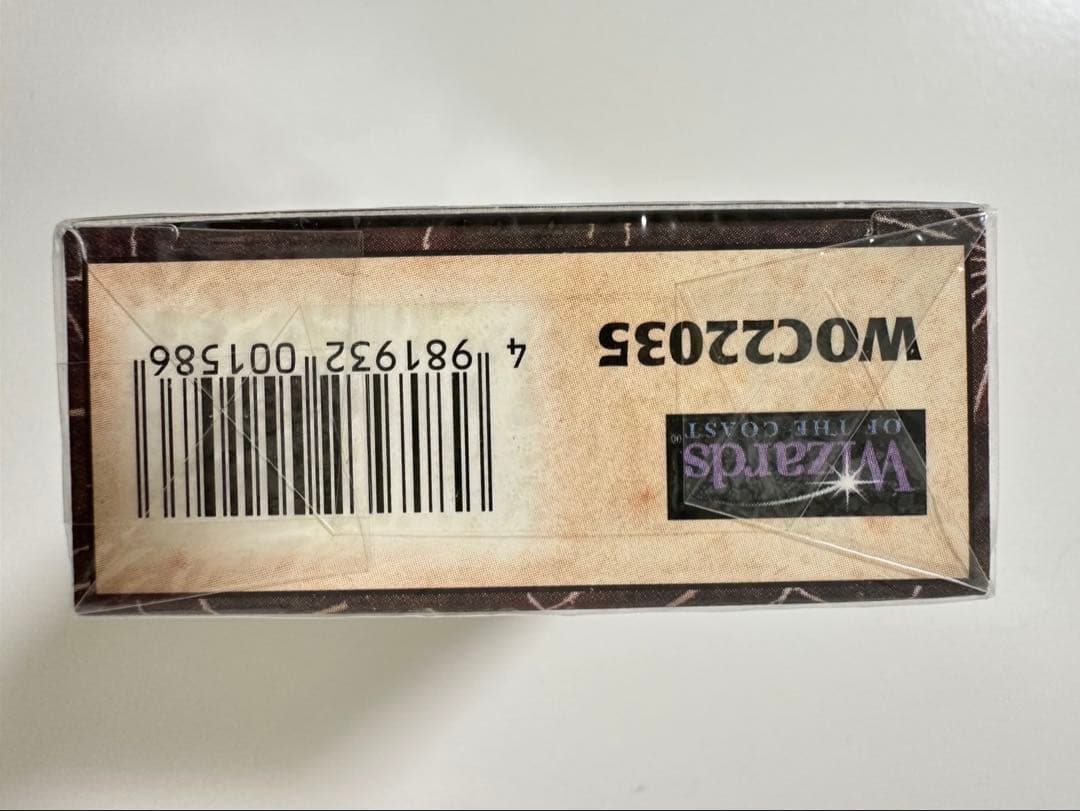 Wizards
OF THE COAST
WOC22035
4 981932 001586